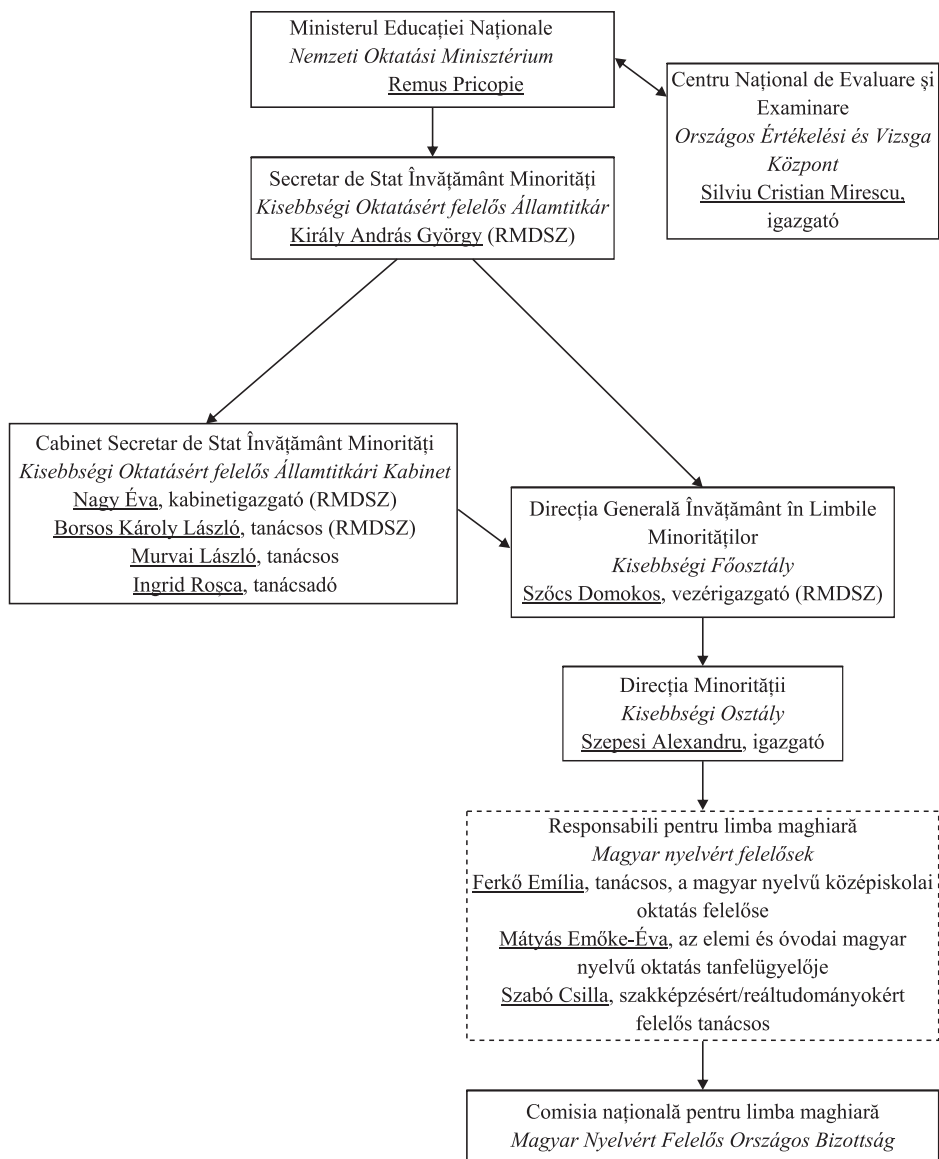 Ministerul Educației Naționale
Nemzeti Oktatási Minisztérium
Remus Pricopie
Centru Național de Evaluare și
Examinare
Országos Értékelési és Vizsga
Központ
Silviu Cristian Mirescu,
igazgató
Secretar de Stat Învățământ Minorități
Kisebbségi Oktatásért felelős Államtitkár
Király András György (RMDSZ)
Cabinet Secretar de Stat Învățământ Minorități
Kisebbségi Oktatásért felelős Államtitkári Kabinet
Nagy Éva, kabinetigazgató (RMDSZ)
Borsos Károly László, tanácsos (RMDSZ)
Murvai László, tanácsos
Ingrid Roșca, tanácsadó
Direcția Generală Învățământ în Limbile
Minorităților
Kisebbségi Főosztály
Szőcs Domokos, vezérigazgató (RMDSZ)
Direcția Minorității
Kisebbségi Osztály
Szepesi Alexandru, igazgató
Responsabili pentru limba maghiară
Magyar nyelvért felelősek
Ferkő Emília, tanácsos, a magyar nyelvű középiskolai
oktatás felelőse
Mátyás Emőke-Éva, az elemi és óvodai magyar
nyelvű oktatás tanfelügyelője
Szabó Csilla, szakképzésért/reáltudományokért
felelős tanácsos
Comisia națională pentru limba maghiară
Magyar Nyelvért Felelős Országos Bizottság